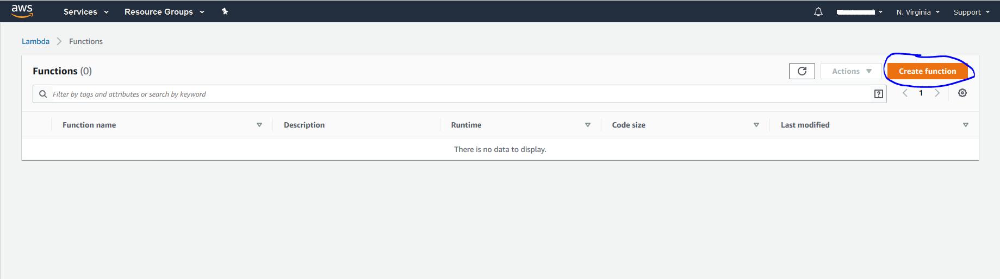 aws Services Resource Groups N. Virginia Support
Lambda Functions
Functions (0) Actions Create function
Filter by tags and attributes or search by keyword ? 1
Function name Description Runtime Code size Last modified
There is no data to display.